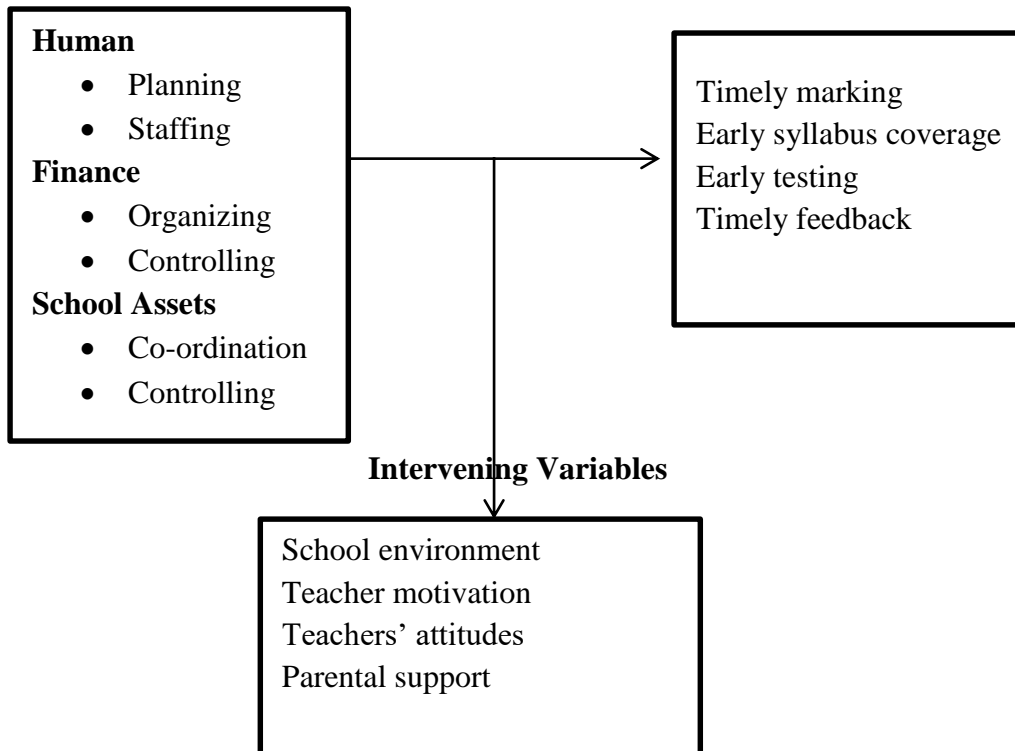 Human
• Planning
• Staffing
Finance
• Organizing
• Controlling
School Assets
• Co-ordination
• Controlling
Timely marking
Early syllabus coverage
Early testing
Timely feedback
Intervening Variables
School environment
Teacher motivation
Teachers’ attitudes
Parental support